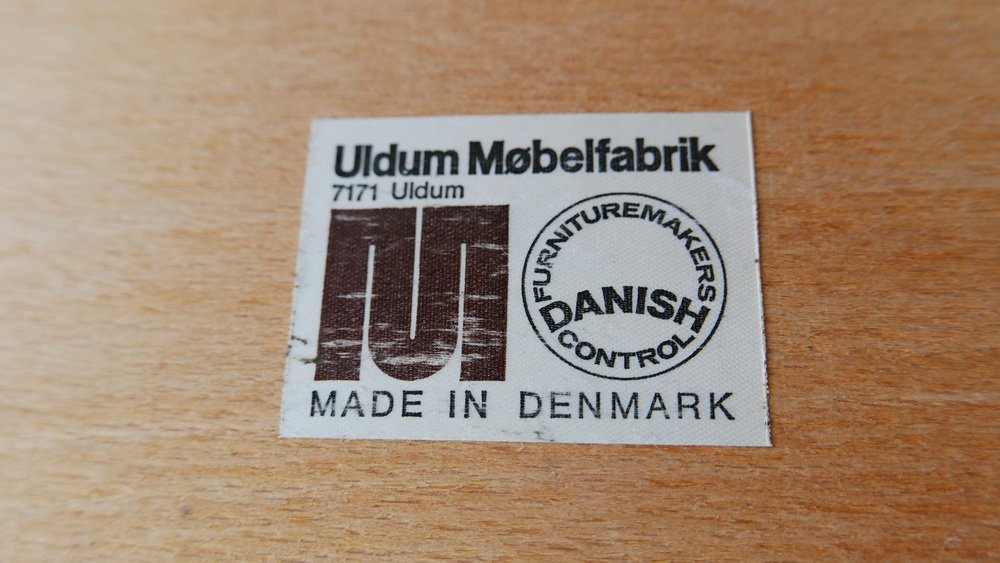 Uldum Møbelfabrik
7171 Uldum
FURNITUREMAKERS
DANISH
CONTROL
MADE IN DENMARK